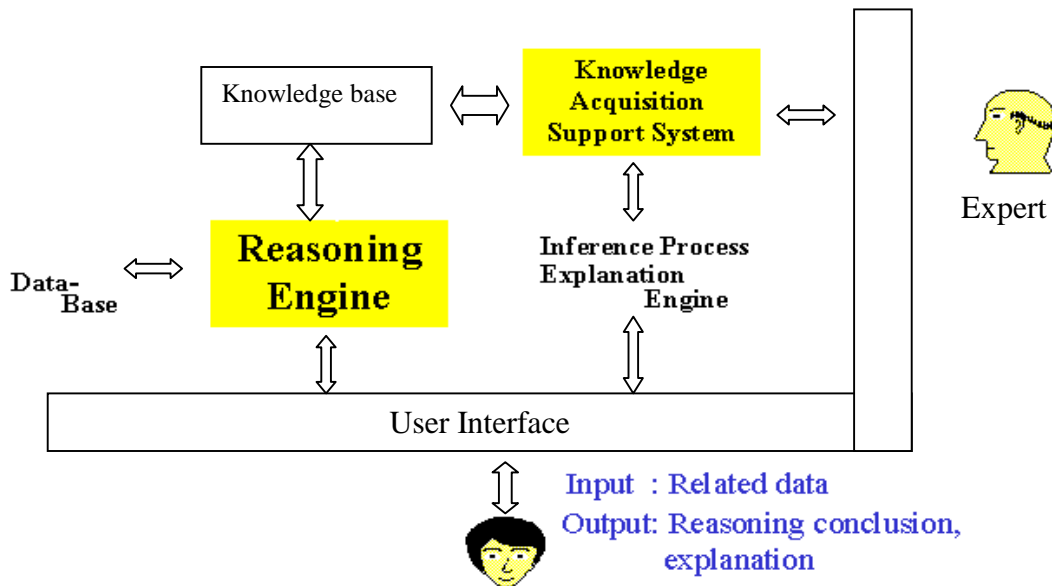 Knowledge base
Knowledge
Acquisition
Support System
Expert
Reasoning
Engine
Inference Process
Explanation
Engine
Data-
Base
User Interface
Input : Related data
Output: Reasoning conclusion,
explanation